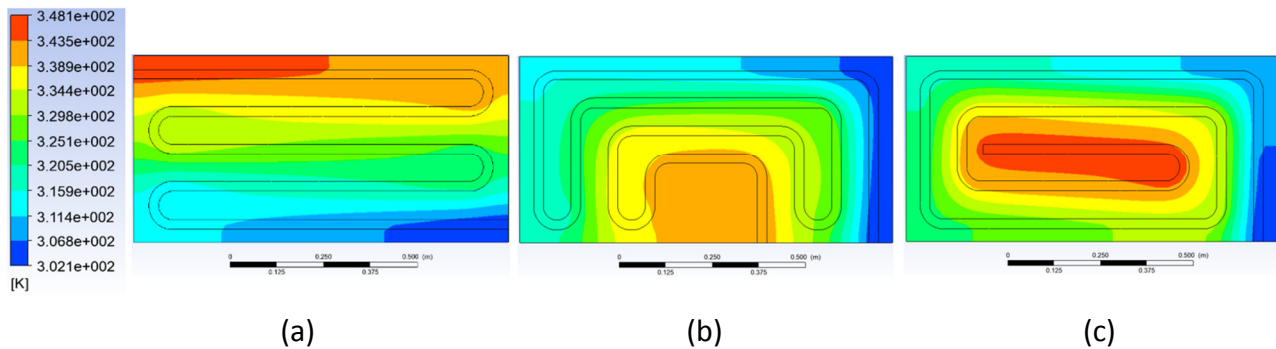 3.481e+002
3.435e+002
3.389e+002
3.344e+002
3.298e+002
3.251e+002
3.205e+002
3.159e+002
3.114e+002
3.068e+002
3.021e+002
[K]
0 0.250 0.500 (m)
0.125 0.375
0 0.250 0.500 (m)
0.125 0.375
0 0.250 0.500 (m)
0.125 0.375
(a) (b) (c)